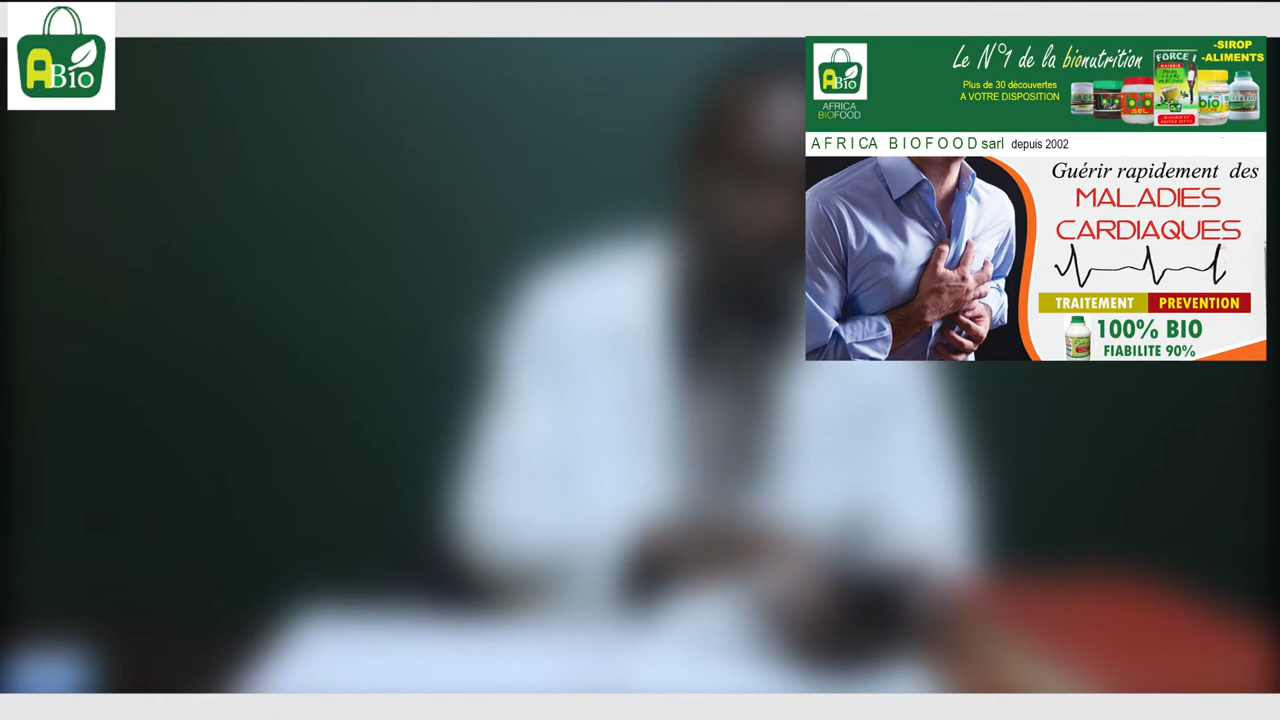 ABIO
ABIO
AFRICA
BIOFOOD
Le N°1 de la bionutrition
Plus de 30 découvertes
A VOTRE DISPOSITION
-SIROP
-ALIMENTS
FORCE 1
AFRICA BIOFOOD sarl depuis 2002
Guérir rapidement des
MALADIES
CARDIAQUES
TRAITEMENT PREVENTION
100% BIO
FIABILITE 90%